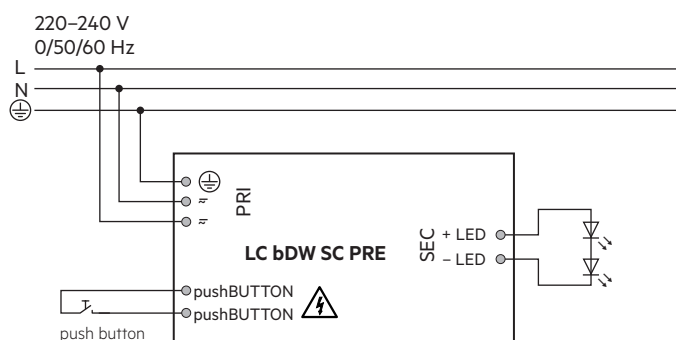 220–240 V
0/50/60 Hz
L
N
PRI
LC bDW SC PRE
SEC
+ LED
– LED
pushBUTTON
pushBUTTON
push button